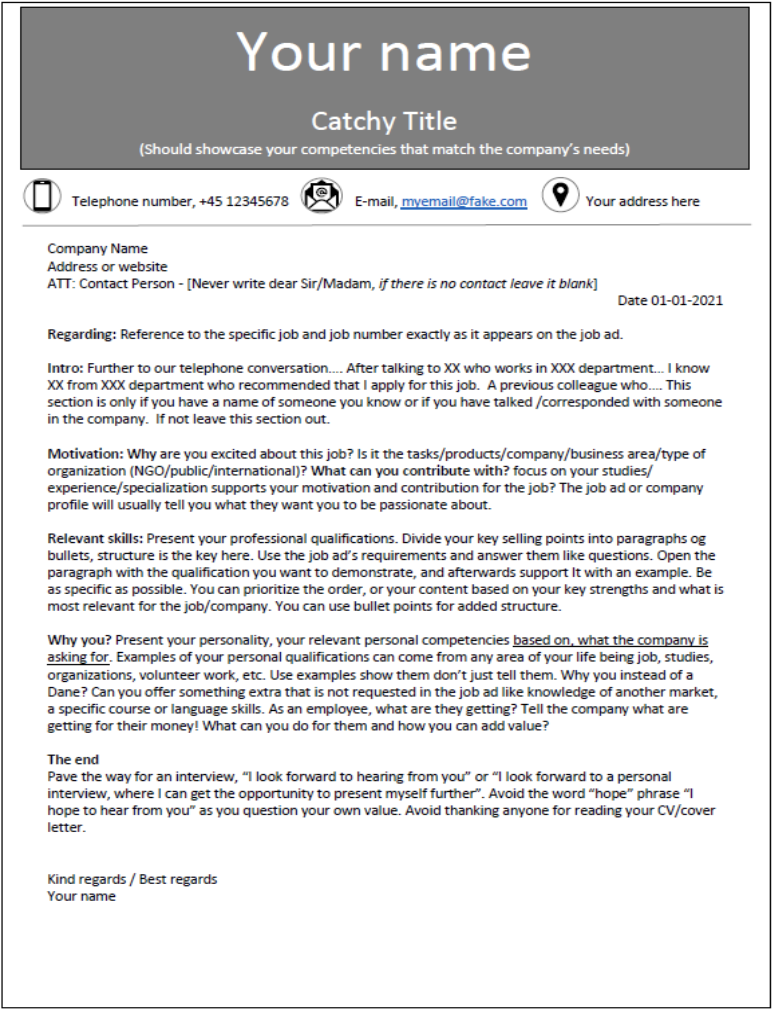 Your name
Catchy Title
(Should showcase your competencies that match the company's needs)
Telephone number, +45 12345678 E-mail, myemail@fake.com Your address here
Company Name
Address or website
ATT: Contact Person - [Never write dear Sir/Madam, if there is no contact leave it blank]
Date 01-01-2021
Regarding: Reference to the specific job and job number exactly as it appears on the job ad.
Intro: Further to our telephone conversation.... After talking to XX who works in XXX department... I know
XX from XXX department who recommended that I apply for this job.  A previous colleague who.... This
section is only if you have a name of someone you know or if you have talked /corresponded with someone
in the company.  If not leave this section out.
Motivation: Why are you excited about this job? Is it the tasks/products/company/business area/type of
organization (NGO/public/international)? What can you contribute with? focus on your studies/
experience/specialization supports your motivation and contribution for the job? The job ad or company
profile will usually tell you what they want you to be passionate about.
Relevant skills: Present your professional qualifications. Divide your key selling points into paragraphs og
bullets, structure is the key here. Use the job ad's requirements and answer them like questions. Open the
paragraph with the qualification you want to demonstrate, and afterwards support It with an example. Be
as specific as possible. You can prioritize the order, or your content based on your key strengths and what is
most relevant for the job/company. You can use bullet points for added structure.
Why you? Present your personality, your relevant personal competencies based on, what the company is
asking for. Examples of your personal qualifications can come from any area of your life being job, studies,
organizations, volunteer work, etc. Use examples show them don't just tell them. Why you instead of a
Dane? Can you offer something extra that is not requested in the job ad like knowledge of another market,
a specific course or language skills. As an employee, what are they getting? Tell the company what are
getting for their money! What can you do for them and how you can add value?
The end
Pave the way for an interview, "I look forward to hearing from you" or "I look forward to a personal
interview, where I can get the opportunity to present myself further". Avoid the word "hope" phrase "I
hope to hear from you" as you question your own value. Avoid thanking anyone for reading your CV/cover
letter.
Kind regards / Best regards
Your name